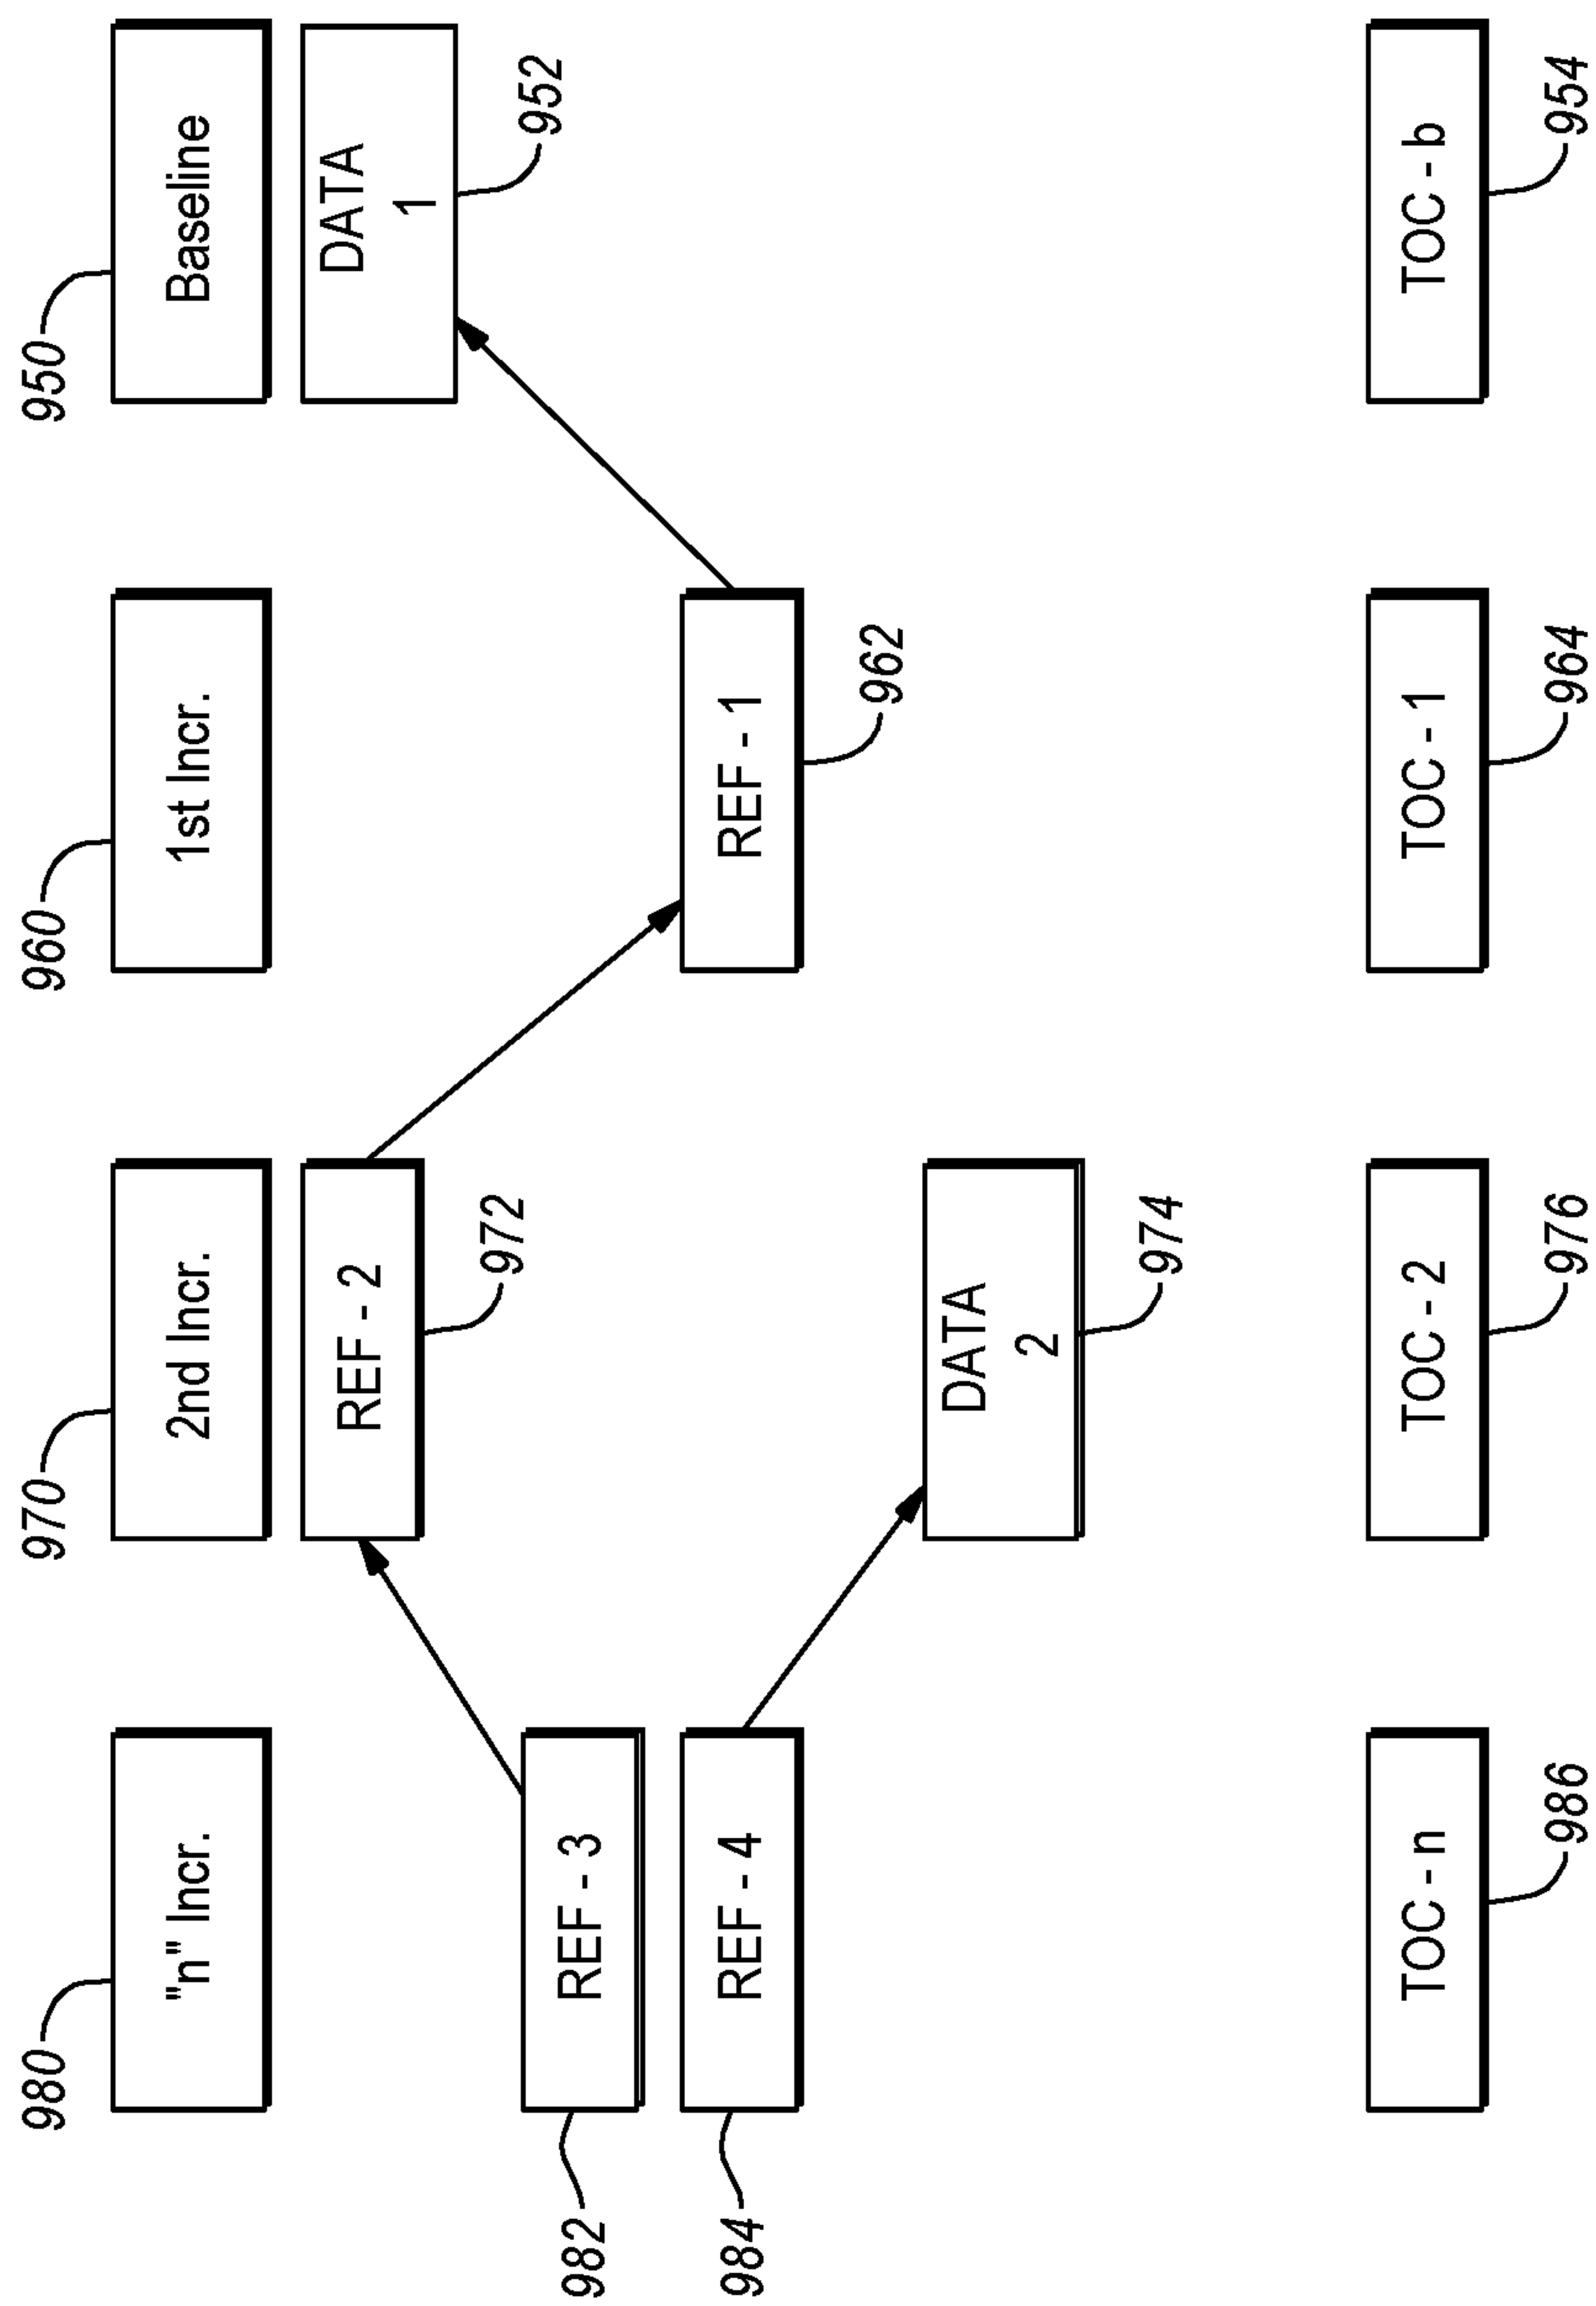 980
970
960
950
"n" Incr.
2nd Incr.
1st Incr.
Baseline
REF - 2
DATA
1
972
952
982
REF - 3
984
REF - 4
REF - 1
962
DATA
2
974
TOC - n
TOC - 2
TOC - 1
TOC - b
986
976
964
954